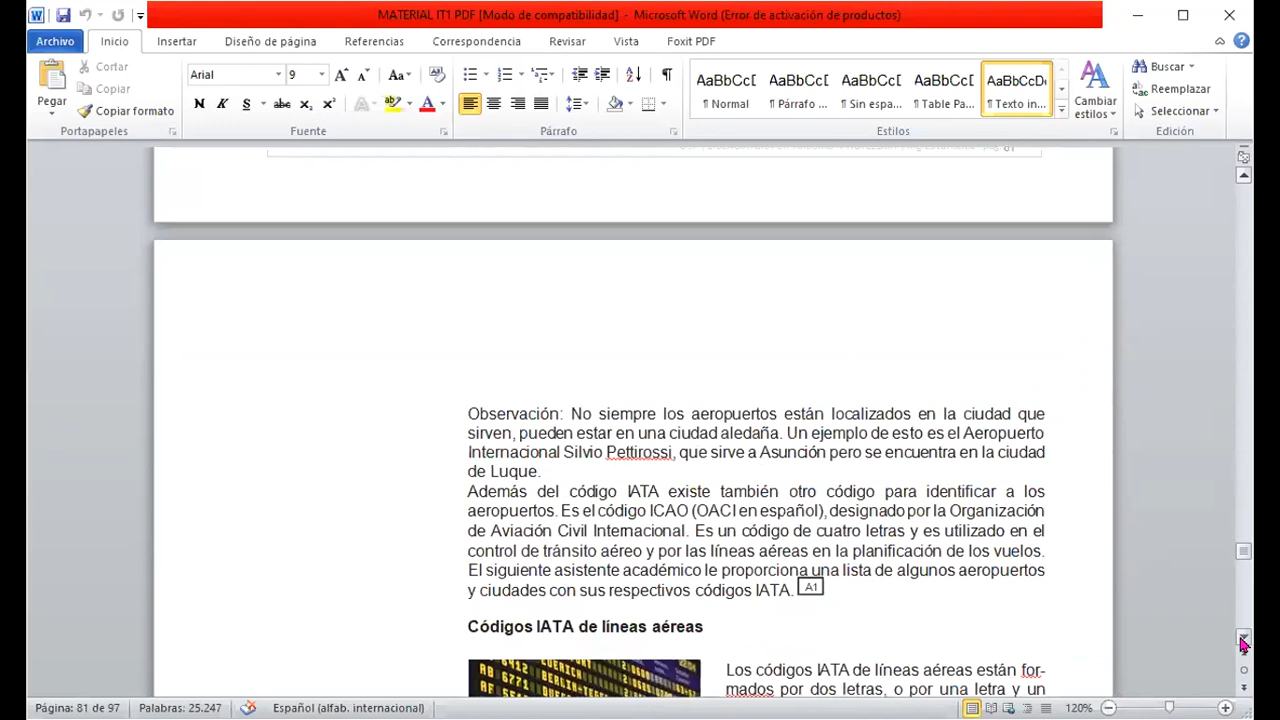 MATERIAL IT1 PDF [Modo de compatibilidad] - Microsoft Word (Error de activación de productos)
Archivo Inicio Insertar Diseño de página Referencias Correspondencia Revisar Vista Foxit PDF
Pegar
Cortar
Copiar
Copiar formato
Portapapeles
Arial 9
Fuente
Párrafo
AaBbCc[ AaBbCc[ AaBbCc[ AaBbCc[ AaBbCcD
¶ Normal ¶ Párrafo ... ¶ Sin espa... ¶ Table Pa... ¶ Texto in...
Cambiar estilos
Estilos
Buscar
Reemplazar
Seleccionar
Edición
Observación: No siempre los aeropuertos están localizados en la ciudad que
sirven, pueden estar en una ciudad aledaña. Un ejemplo de esto es el Aeropuerto
Internacional Silvio Pettirossi, que sirve a Asunción pero se encuentra en la ciudad
de Luque.
Además del código IATA existe también otro código para identificar a los
aeropuertos. Es el código ICAO (OACI en español), designado por la Organización
de Aviación Civil Internacional. Es un código de cuatro letras y es utilizado en el
control de tránsito aéreo y por las líneas aéreas en la planificación de los vuelos.
El siguiente asistente académico le proporciona una lista de algunos aeropuertos
y ciudades con sus respectivos códigos IATA. A1
Códigos IATA de líneas aéreas
Los códigos IATA de líneas aéreas están for-
mados por dos letras, o por una letra y un
AB 6412
AF
Página: 81 de 97 Palabras: 25.247 Español (alfab. internacional) 120%